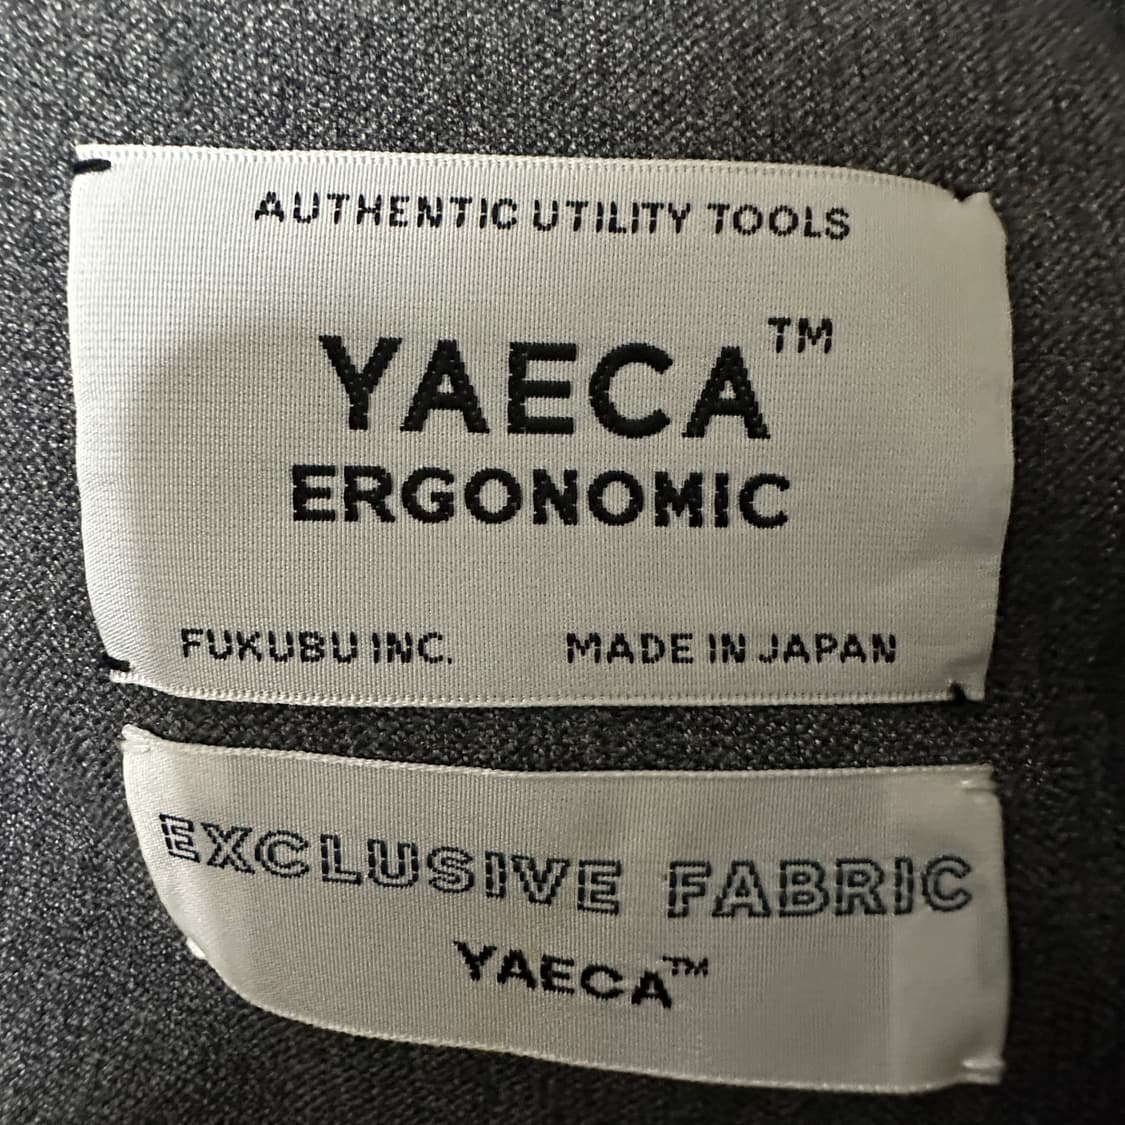 AUTHENTIC UTILITY TOOLS
YAECA™
ERGONOMIC
FUKUBU INC. MADE IN JAPAN
EXCLUSIVE FABRIC
YAECA™